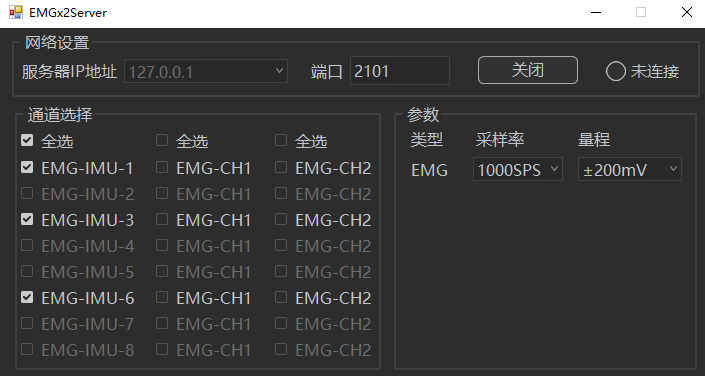 EMGx2Server
网络设置
服务器IP地址 127.0.0.1 端口 2101 关闭 未连接
通道选择 参数
全选 全选 全选 类型 采样率 量程
EMG-IMU-1 EMG-CH1 EMG-CH2 EMG 1000SPS ±200mV
EMG-IMU-2 EMG-CH1 EMG-CH2
EMG-IMU-3 EMG-CH1 EMG-CH2
EMG-IMU-4 EMG-CH1 EMG-CH2
EMG-IMU-5 EMG-CH1 EMG-CH2
EMG-IMU-6 EMG-CH1 EMG-CH2
EMG-IMU-7 EMG-CH1 EMG-CH2
EMG-IMU-8 EMG-CH1 EMG-CH2